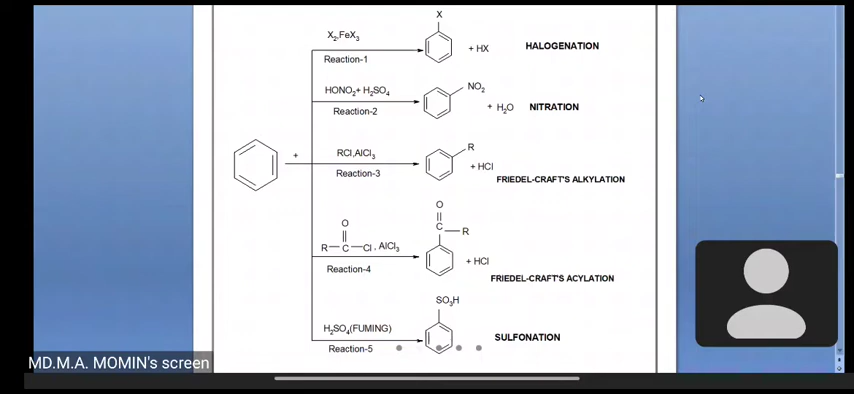 X
X₂,FeX₃
Reaction-1
+ HX
HALOGENATION
HONO₂+ H₂SO₄
Reaction-2
NO₂
+ H₂O
NITRATION
+
RCl,AlCl₃
Reaction-3
R
+ HCl
FRIEDEL-CRAFT'S ALKYLATION
O
R—C—Cl , AlCl₃
Reaction-4
O
C—R
+ HCl
FRIEDEL-CRAFT'S ACYLATION
H₂SO₄(FUMING)
Reaction-5
SO₃H
SULFONATION
MD.M.A. MOMIN's screen